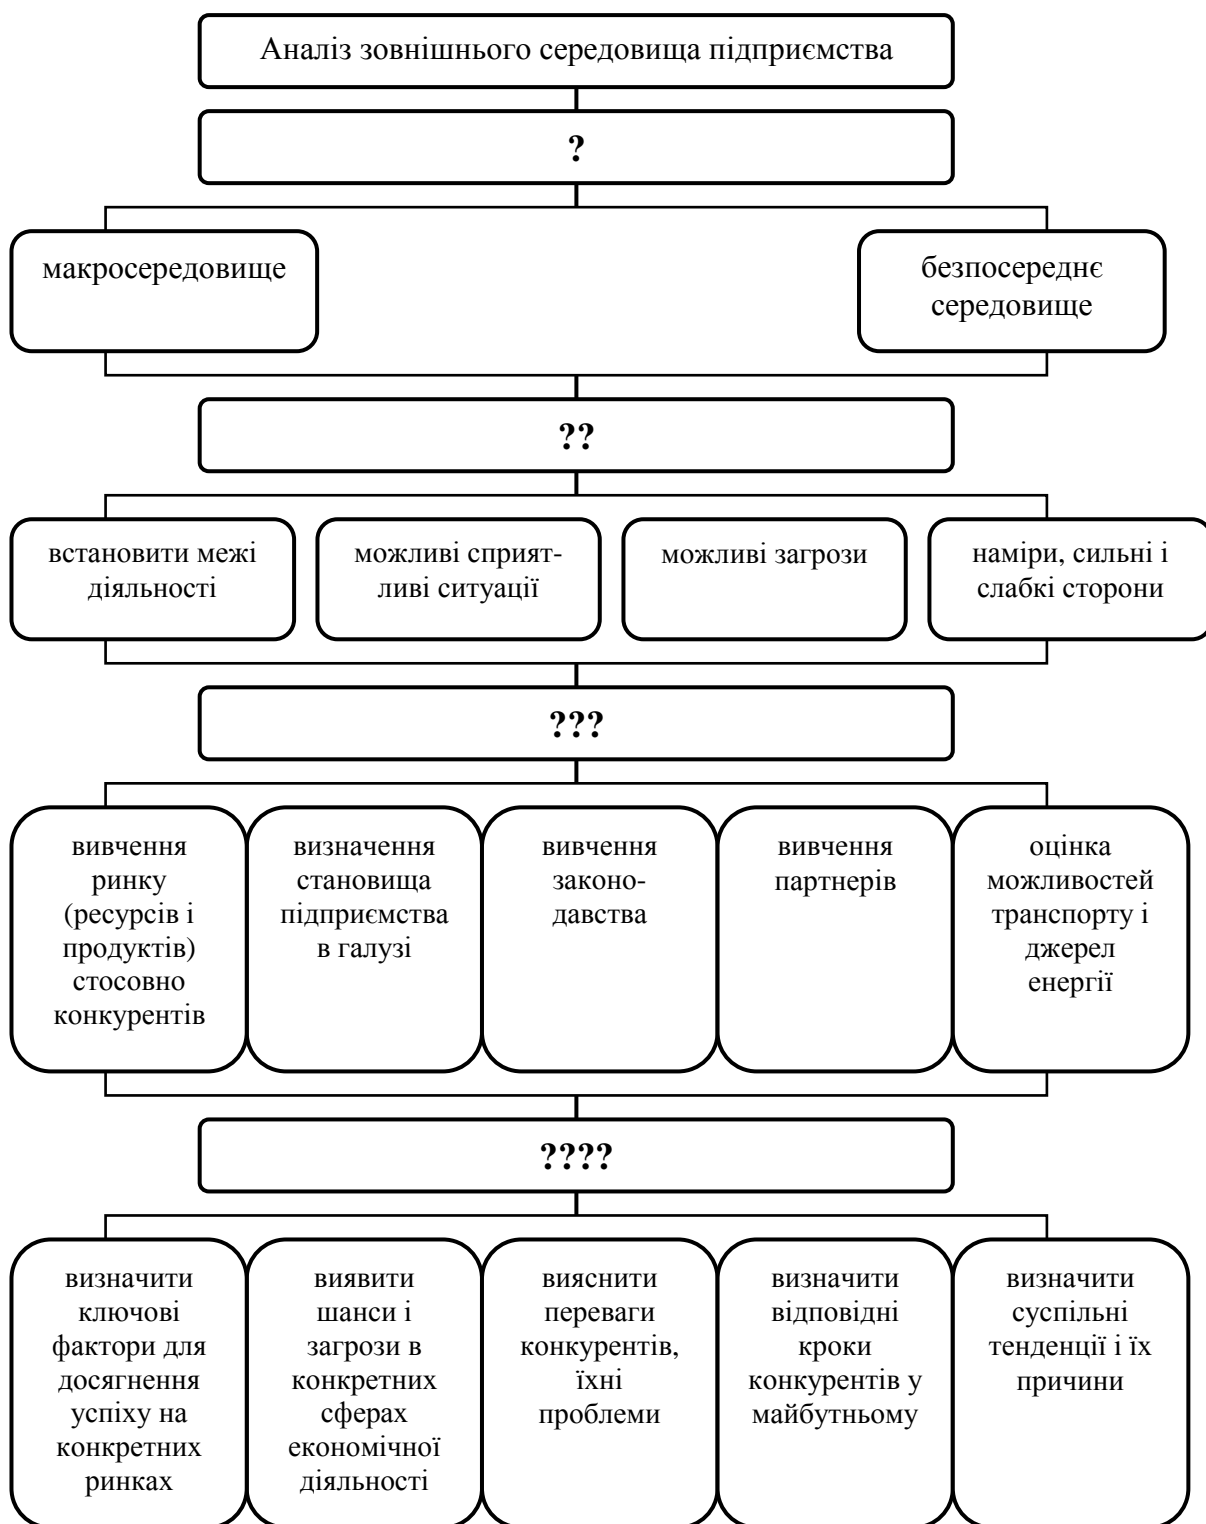 Аналіз зовнішнього середовища підприємства
?
макросередовище
безпосереднє
середовище
??
встановити межі
діяльності
можливі сприят-
ливі ситуації
можливі загрози
наміри, сильні і
слабкі сторони
???
вивчення
ринку
(ресурсів і
продуктів)
стосовно
конкурентів
визначення
становища
підприємства
в галузі
вивчення
законо-
давства
вивчення
партнерів
оцінка
можливостей
транспорту і
джерел
енергії
????
визначити
ключові
фактори для
досягнення
успіху на
конкретних
ринках
виявити
шанси і
загрози в
конкретних
сферах
економічної
діяльності
вияснити
переваги
конкурентів,
їхні
проблеми
визначити
відповідні
кроки
конкурентів у
майбутньому
визначити
суспільні
тенденції і їх
причини